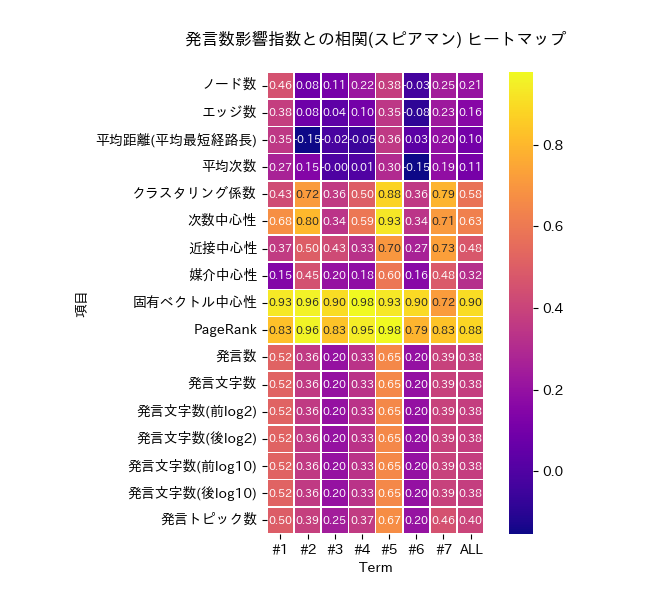 発言数影響指数との相関(スピアマン) ヒートマップ
ノード数 0.46 0.08 0.11 0.22 0.38 -0.03 0.25 0.21
エッジ数 0.38 0.08 0.04 0.10 0.35 -0.08 0.23 0.16
平均距離(平均最短経路長) 0.35 -0.15 -0.02 -0.05 0.36 0.03 0.20 0.10
平均次数 0.27 0.15 -0.00 0.01 0.30 -0.15 0.19 0.11
クラスタリング係数 0.43 0.72 0.36 0.50 0.88 0.36 0.79 0.58
次数中心性 0.68 0.80 0.34 0.59 0.93 0.34 0.71 0.63
近接中心性 0.37 0.50 0.43 0.33 0.70 0.27 0.73 0.48
媒介中心性 0.15 0.45 0.20 0.18 0.60 0.16 0.48 0.32
固有ベクトル中心性 0.93 0.96 0.90 0.98 0.93 0.90 0.72 0.90
PageRank 0.83 0.96 0.83 0.95 0.98 0.79 0.83 0.88
発言数 0.52 0.36 0.20 0.33 0.65 0.20 0.39 0.38
発言文字数 0.52 0.36 0.20 0.33 0.65 0.20 0.39 0.38
発言文字数(前log2) 0.52 0.36 0.20 0.33 0.65 0.20 0.39 0.38
発言文字数(後log2) 0.52 0.36 0.20 0.33 0.65 0.20 0.39 0.38
発言文字数(前log10) 0.52 0.36 0.20 0.33 0.65 0.20 0.39 0.38
発言文字数(後log10) 0.52 0.36 0.20 0.33 0.65 0.20 0.39 0.38
発言トピック数 0.50 0.39 0.25 0.37 0.67 0.20 0.46 0.40
#1 #2 #3 #4 #5 #6 #7 ALL
Term
項目
0.8
0.6
0.4
0.2
0.0